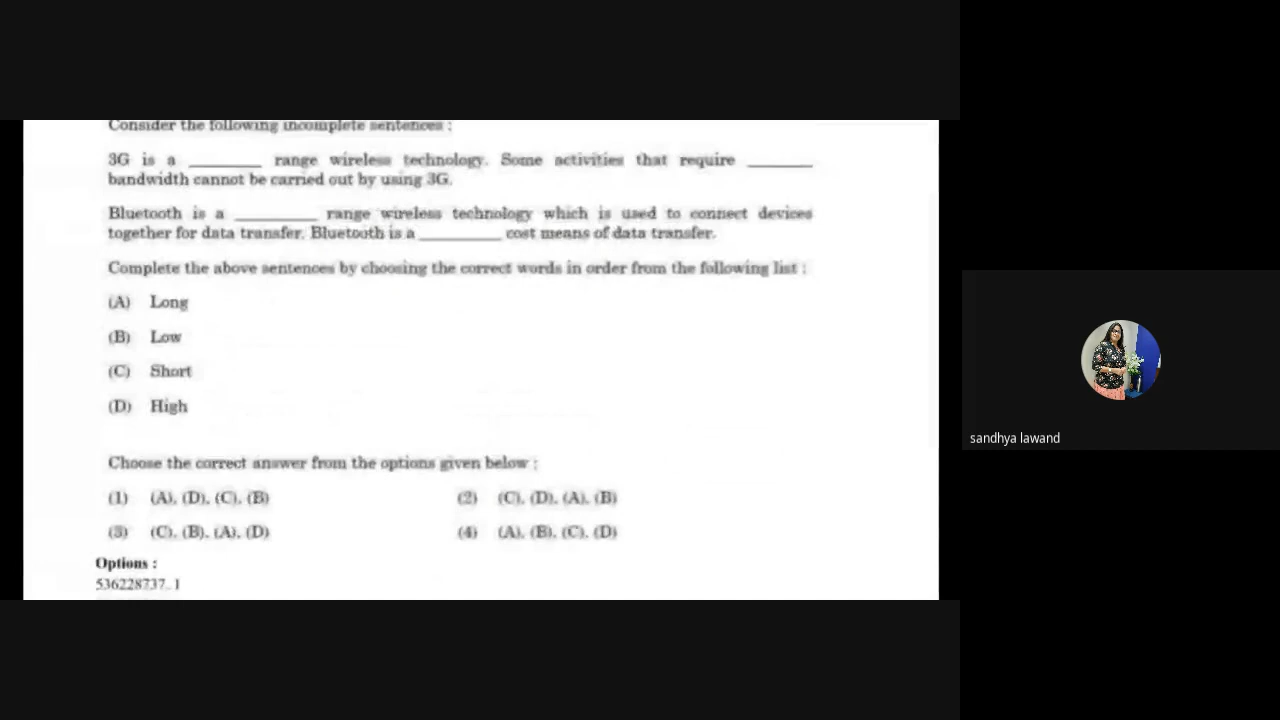 Consider the following incomplete sentences :
3G is a ________ range wireless technology. Some activities that require _______
bandwidth cannot be carried out by using 3G.
Bluetooth is a _________ range wireless technology which is used to connect devices
together for data transfer. Bluetooth is a _________ cost means of data transfer.
Complete the above sentences by choosing the correct words in order from the following list :
(A) Long
(B) Low
(C) Short
(D) High
Choose the correct answer from the options given below :
(1) (A), (D), (C), (B) (2) (C), (D), (A), (B)
(3) (C), (B), (A), (D) (4) (A), (B), (C), (D)
Options :
536228737. 1
sandhya lawand